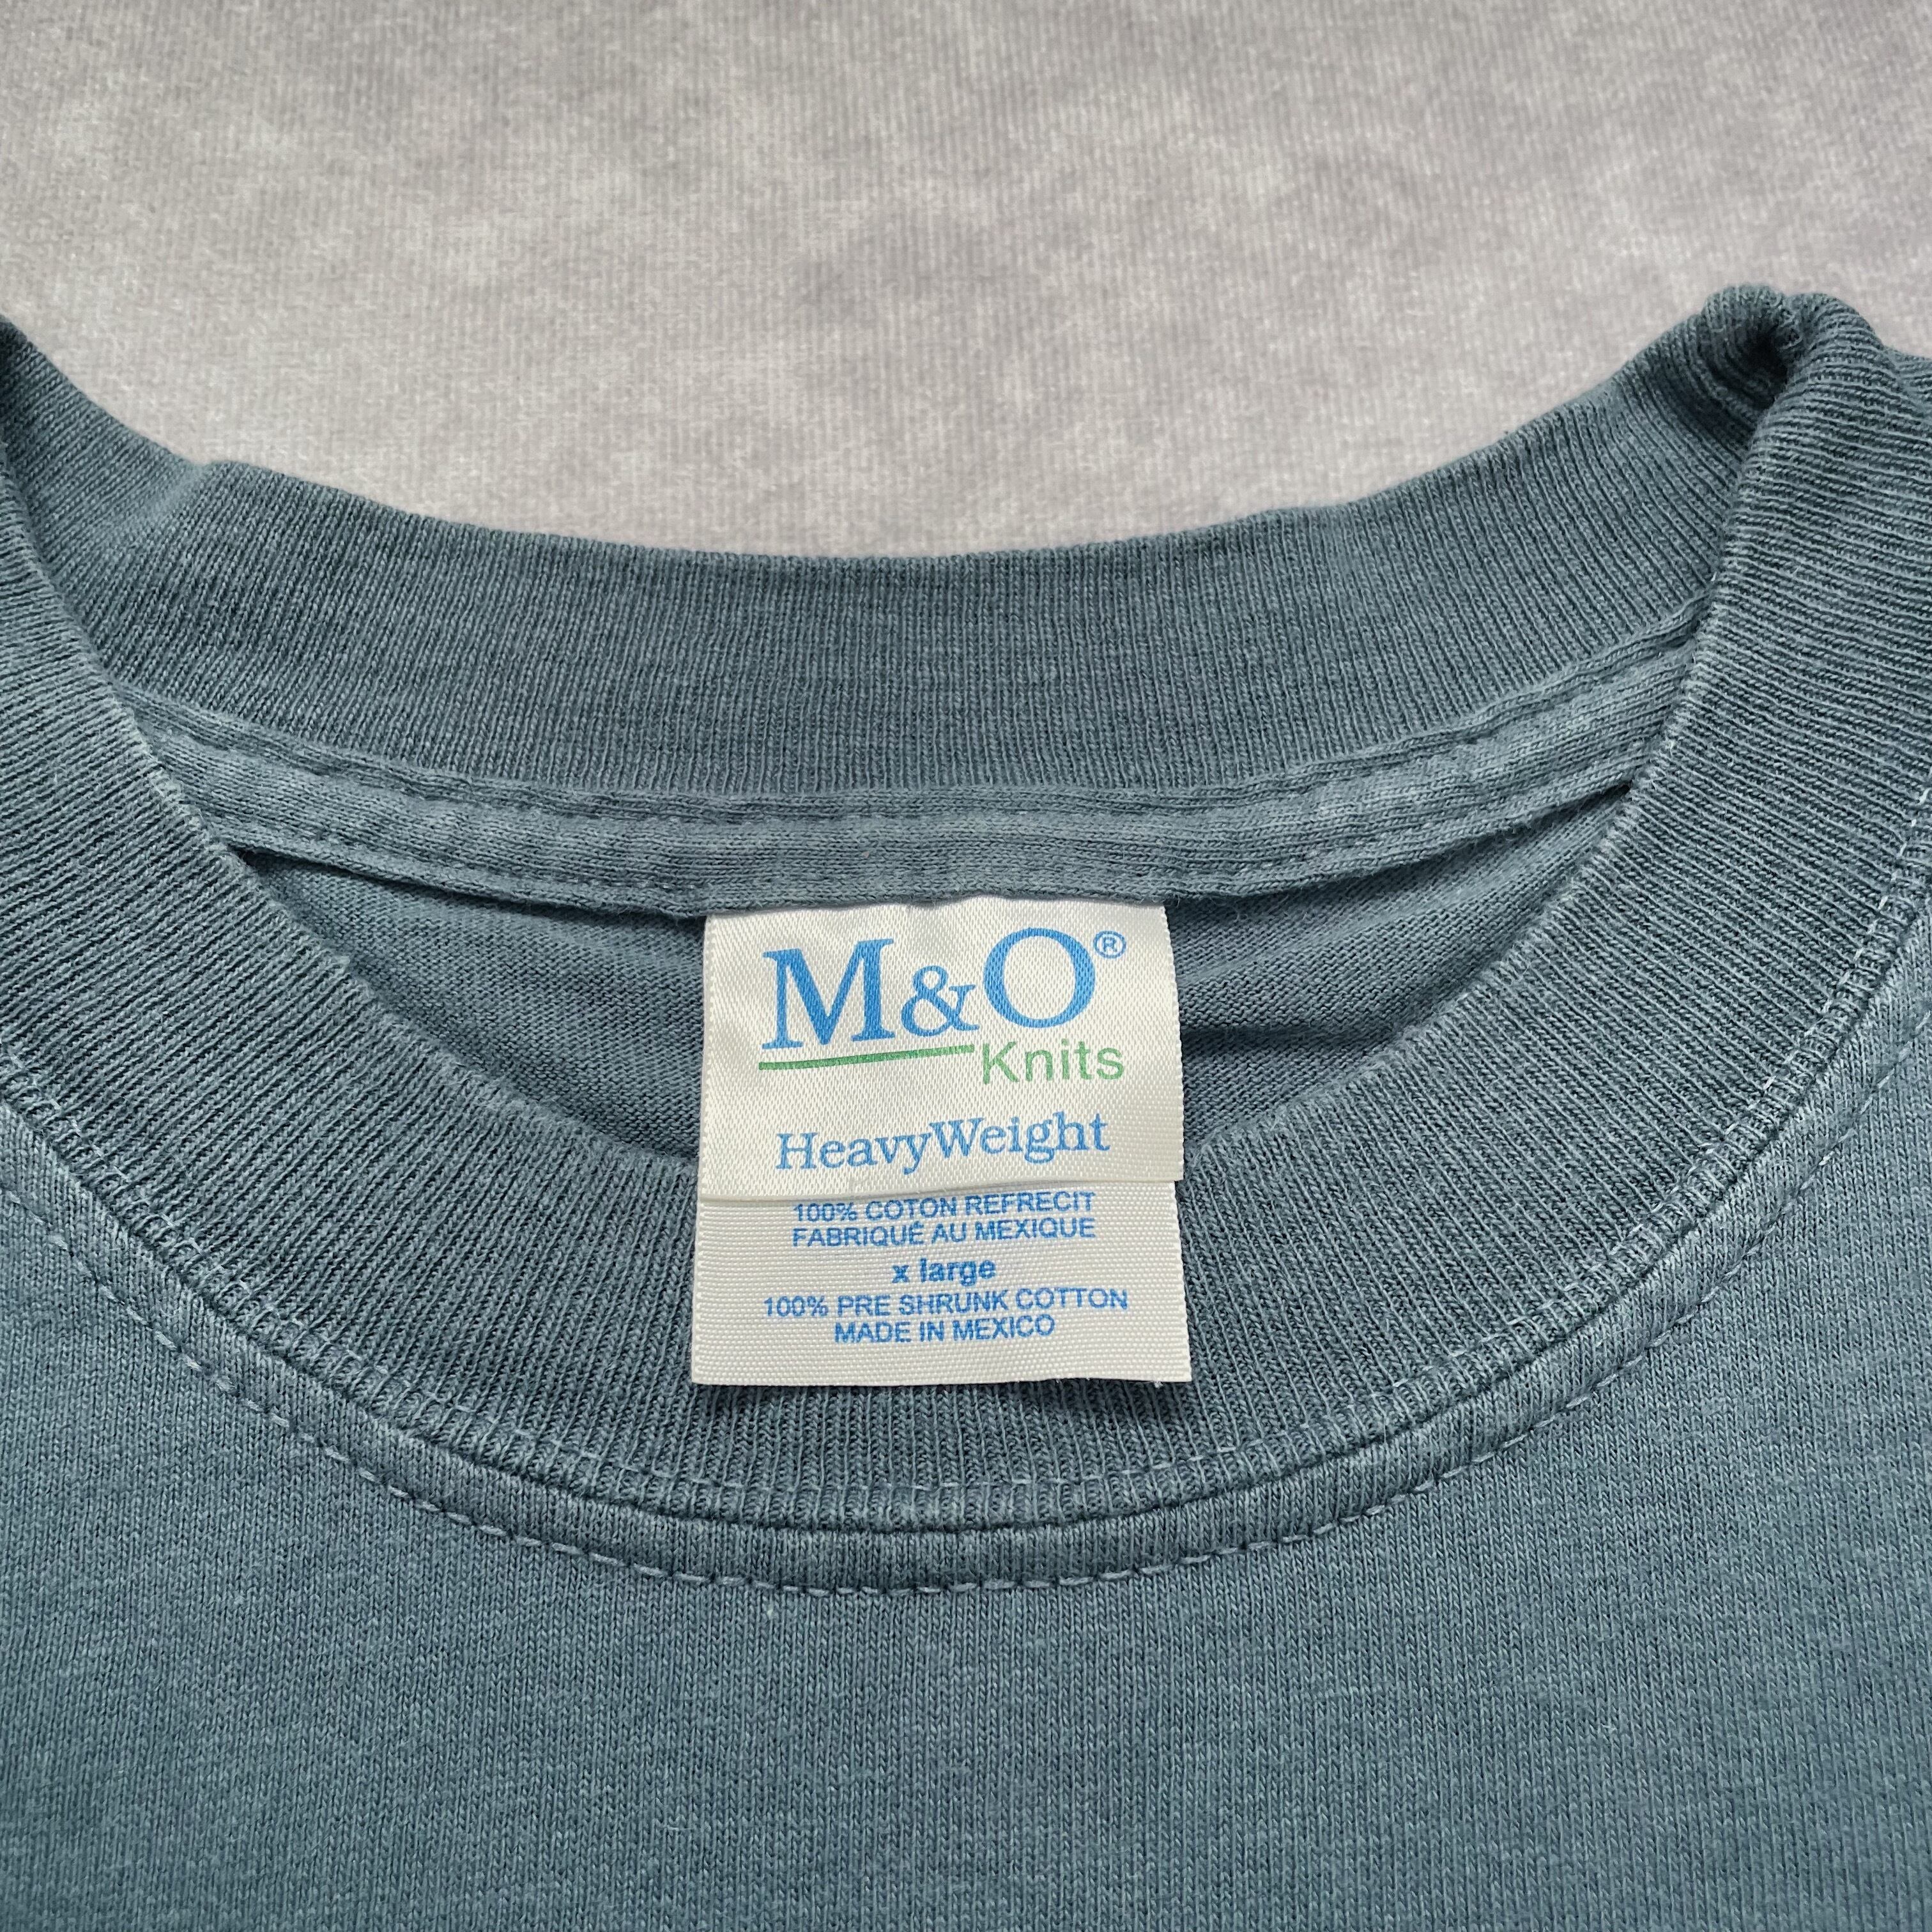 M&O®
Knits
HeavyWeight
100% COTON REFRECIT
FABRIQUÉ AU MEXIQUE
x large
100% PRE SHRUNK COTTON
MADE IN MEXICO